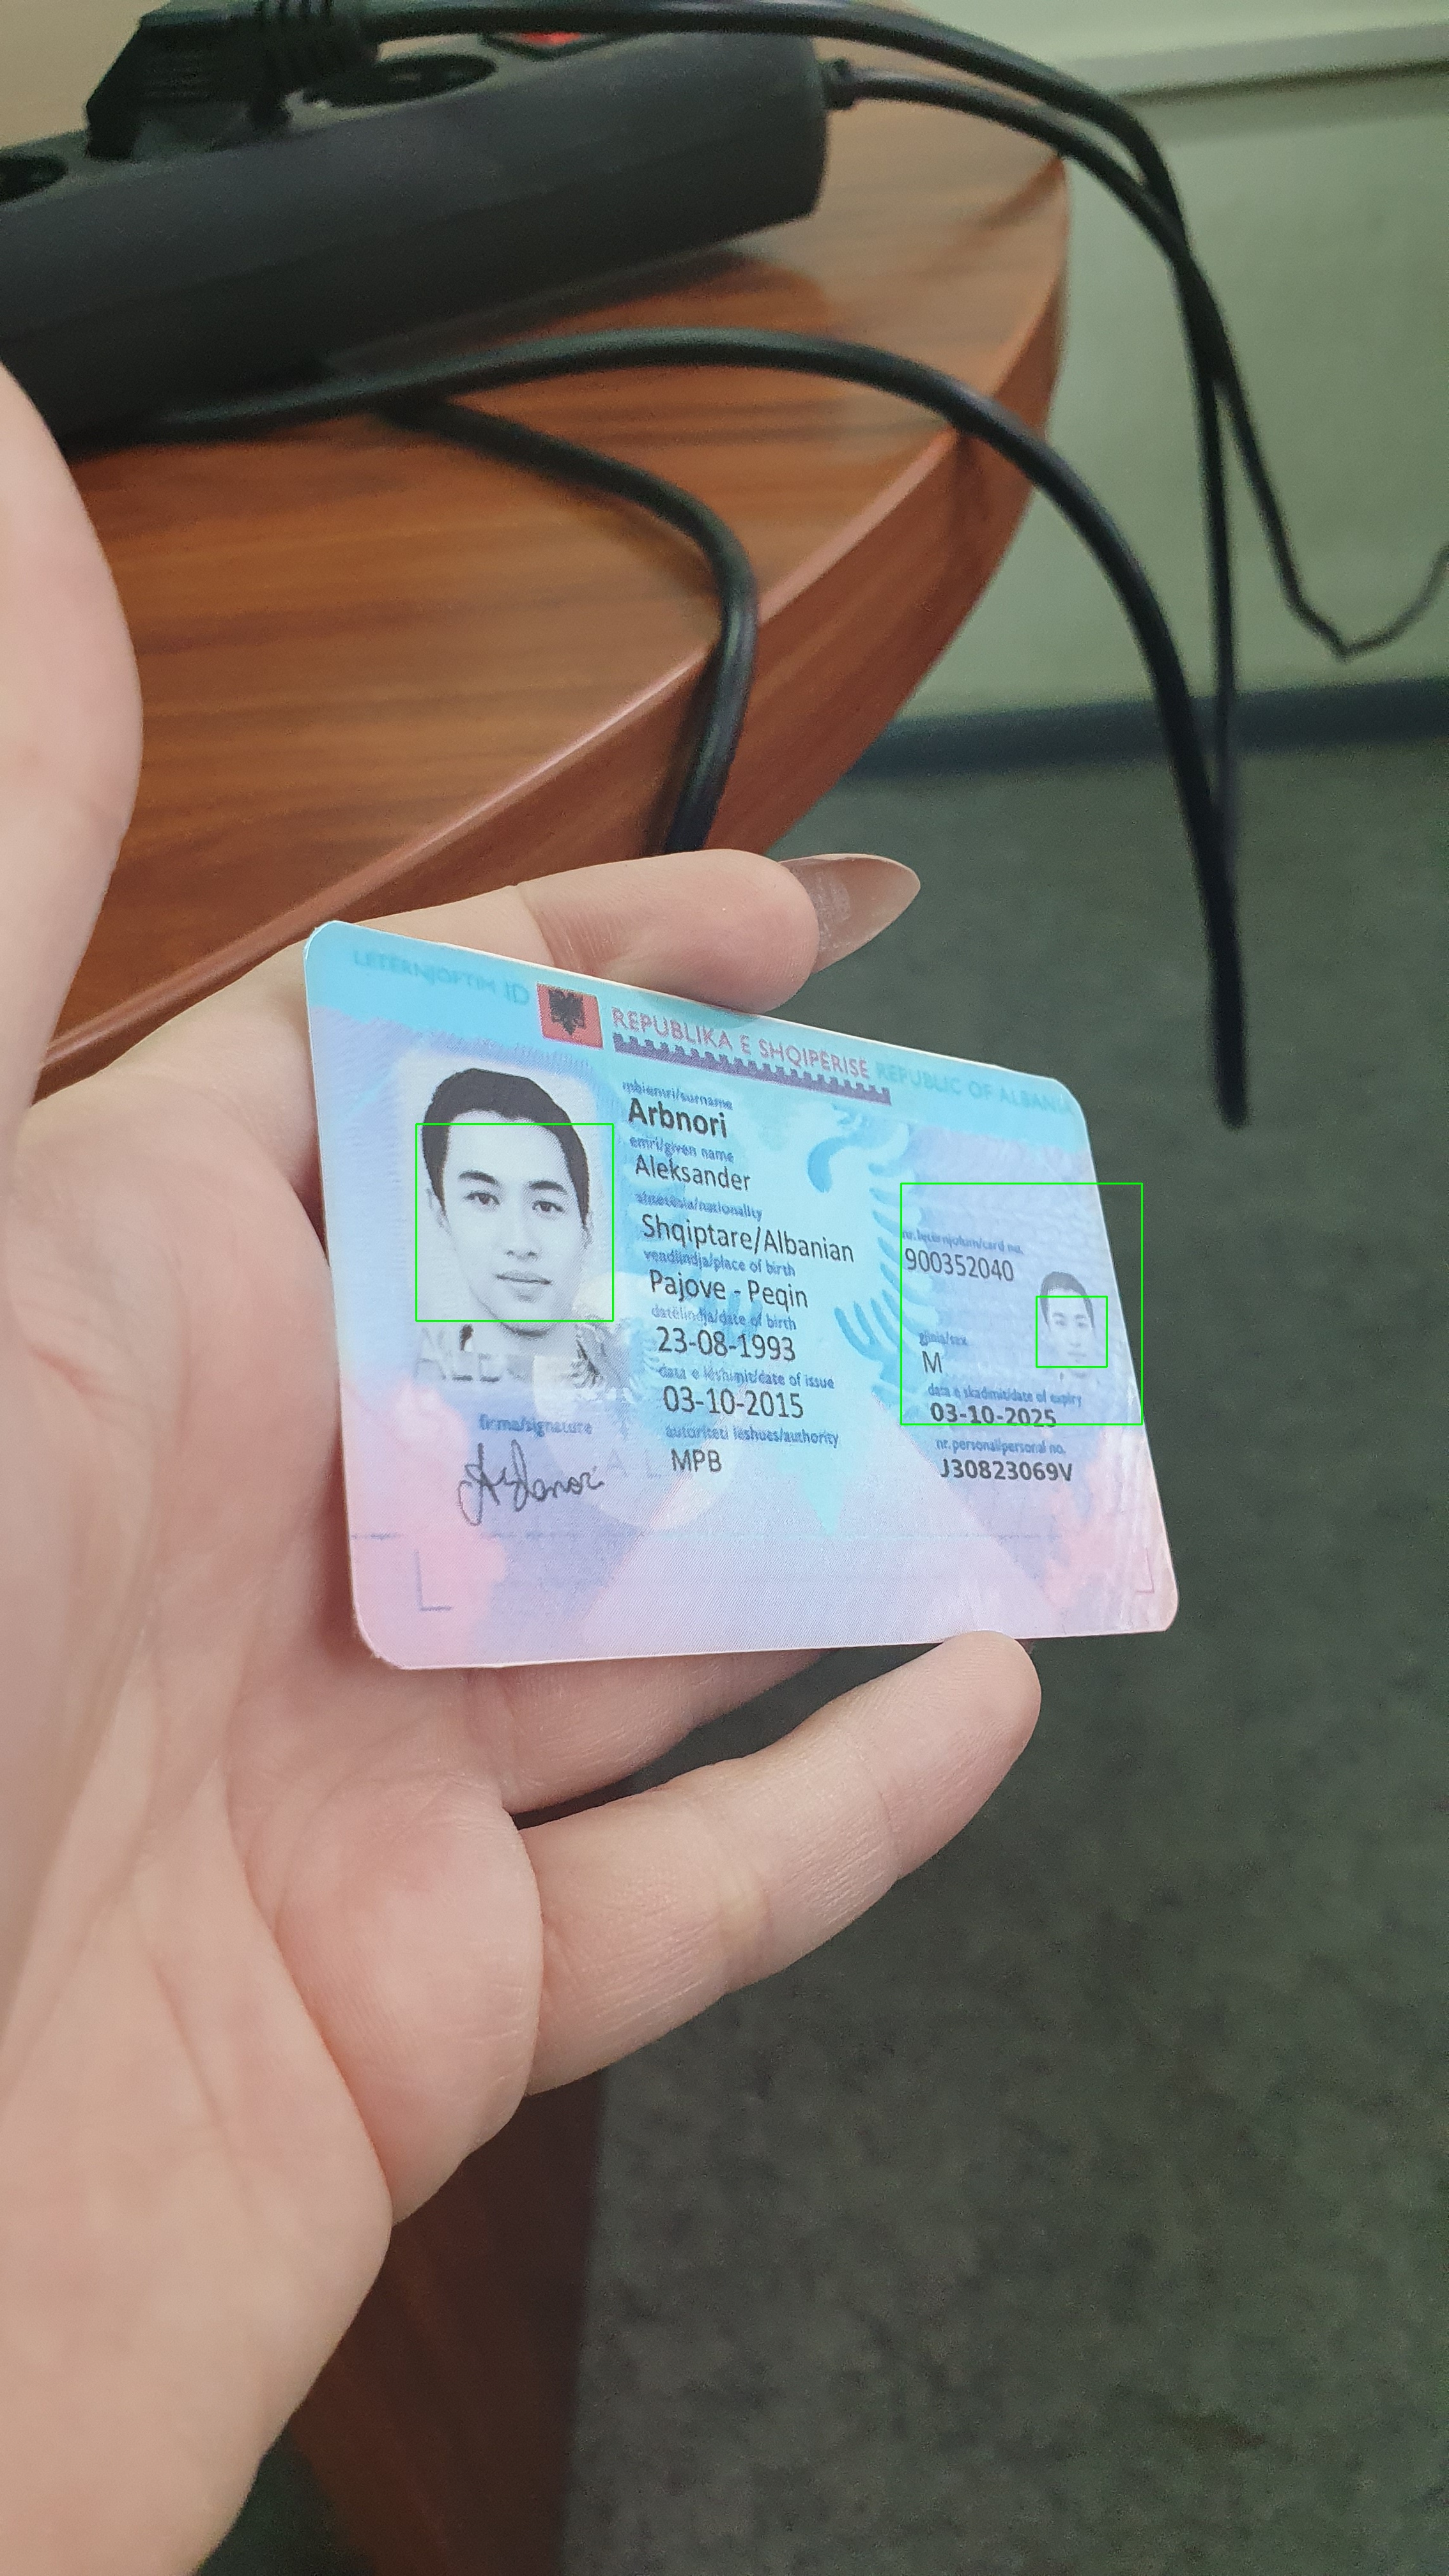 LETERNJOFTIM ID
REPUBLIKA E SHQIPËRISË REPUBLIC OF ALBANIA
mbiemri/surname
Arbnori
emri/given name
Aleksander
shtetësia/nationality
Shqiptare/Albanian
vendlindja/place of birth
Pajove - Peqin
datëlindja/date of birth
23-08-1993
data e lëshimit/date of issue
03-10-2015
autoriteti lëshues/authority
MPB
nr. letërnjoftim/card no.
900352040
gjinia/sex
M
data e skadimit/date of expiry
03-10-2025
nr.personal/personal no.
J30823069V
firma/signature